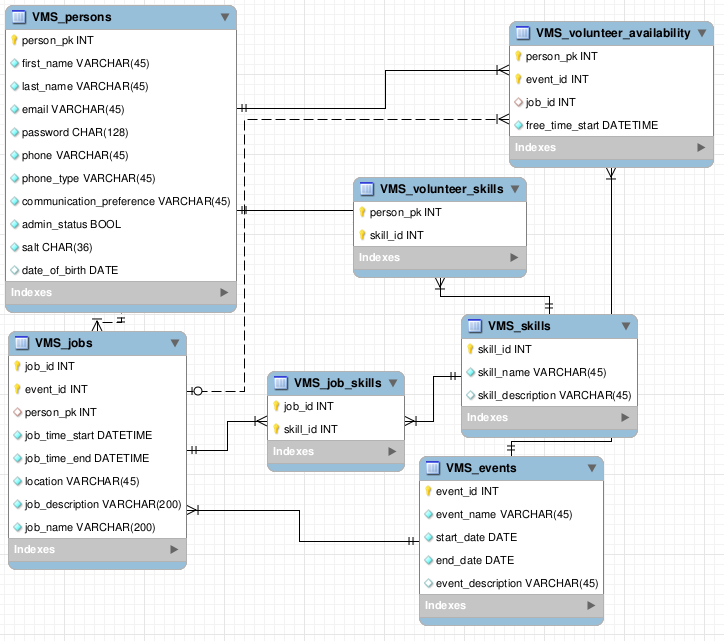 VMS_persons
person_pk INT
first_name VARCHAR(45)
last_name VARCHAR(45)
email VARCHAR(45)
password CHAR(128)
phone VARCHAR(45)
phone_type VARCHAR(45)
communication_preference VARCHAR(45)
admin_status BOOL
salt CHAR(36)
date_of_birth DATE
Indexes
VMS_volunteer_availability
person_pk INT
event_id INT
job_id INT
free_time_start DATETIME
Indexes
VMS_volunteer_skills
person_pk INT
skill_id INT
Indexes
VMS_skills
skill_id INT
skill_name VARCHAR(45)
skill_description VARCHAR(45)
Indexes
VMS_jobs
job_id INT
event_id INT
person_pk INT
job_time_start DATETIME
job_time_end DATETIME
location VARCHAR(45)
job_description VARCHAR(200)
job_name VARCHAR(200)
Indexes
VMS_job_skills
job_id INT
skill_id INT
Indexes
VMS_events
event_id INT
event_name VARCHAR(45)
start_date DATE
end_date DATE
event_description VARCHAR(45)
Indexes